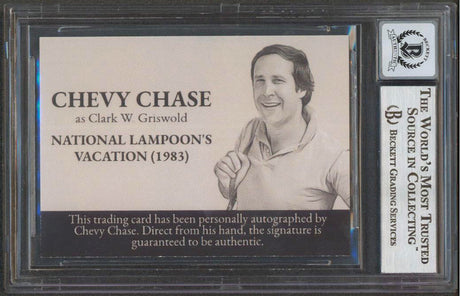 CHEVY CHASE
as Clark W. Griswold
NATIONAL LAMPOON'S
VACATION (1983)
This trading card has been personally autographed by
Chevy Chase. Direct from his hand, the signature is
guaranteed to be authentic.
BECKETT
THE WORLD'S MOST TRUSTED
SOURCE IN COLLECTING™
BECKETT GRADING SERVICES